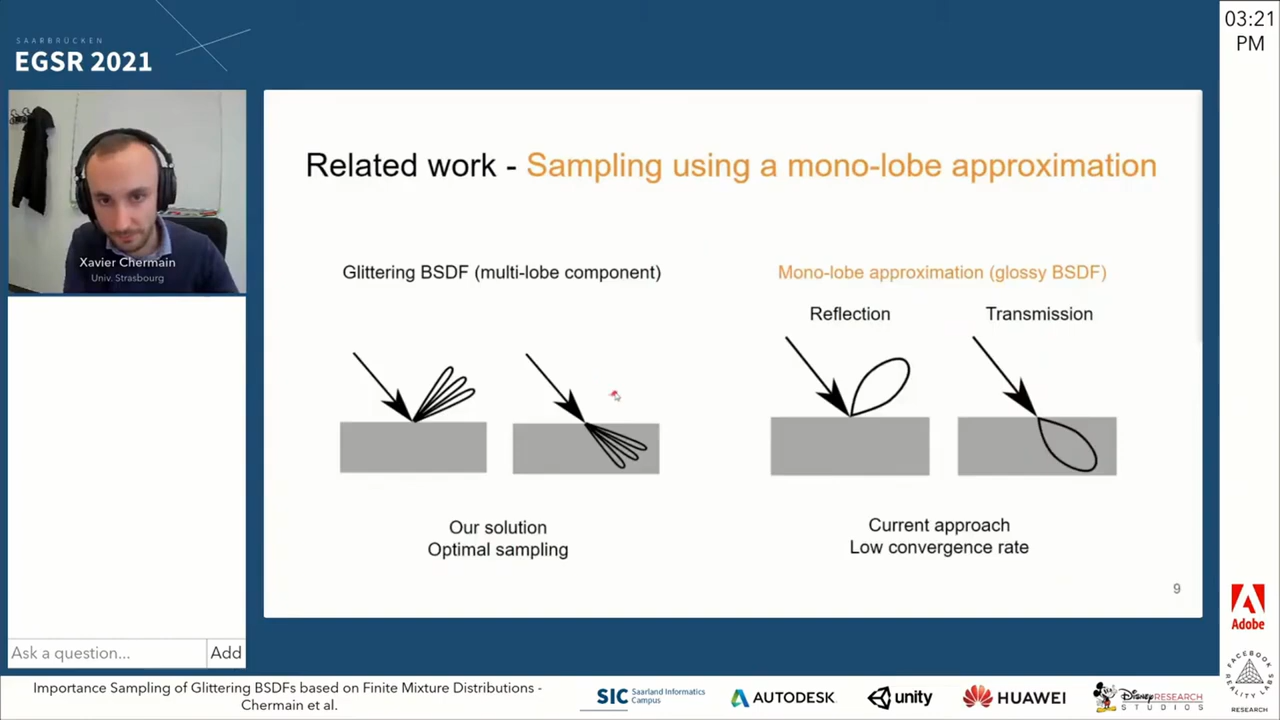 03:21
PM
SAARBRÜCKEN
EGSR 2021
Xavier Chermain
Univ. Strasbourg
Related work - Sampling using a mono-lobe approximation
Glittering BSDF (multi-lobe component)
Mono-lobe approximation (glossy BSDF)
Reflection
Transmission
Our solution
Optimal sampling
Current approach
Low convergence rate
9
Ask a question...
Add
Adobe
FACEBOOK REALITY LABS
RESEARCH
Importance Sampling of Glittering BSDFs based on Finite Mixture Distributions -
Chermain et al.
SIC Saarland Informatics
Campus
AUTODESK
unity
HUAWEI
Disney RESEARCH
STUDIOS